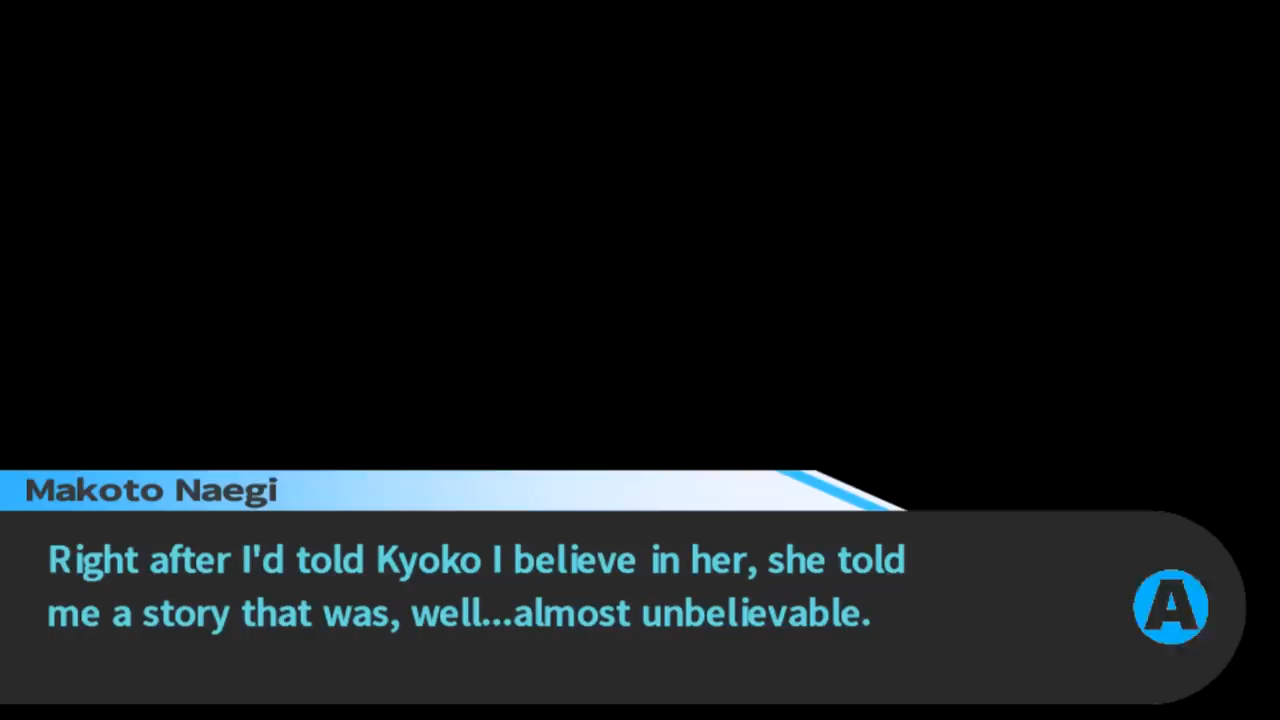 Makoto Naegi
Right after I'd told Kyoko I believe in her, she told
me a story that was, well...almost unbelievable.
A